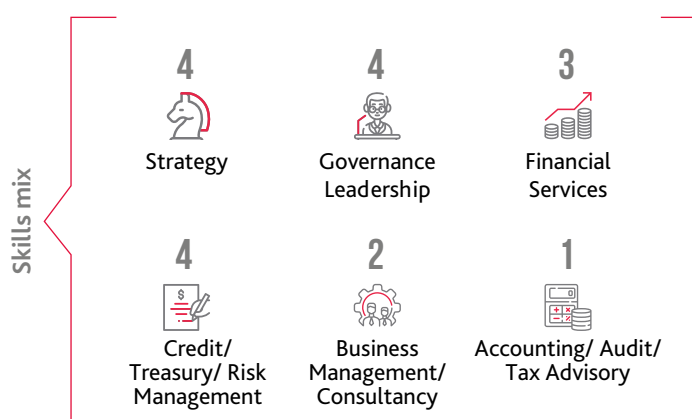 Skills mix
4
Strategy
4
Governance
Leadership
3
Financial
Services
4
$
Credit/
Treasury/ Risk
Management
2
Business
Management/
Consultancy
1
0
+ ×
- ÷
Accounting/ Audit/
Tax Advisory